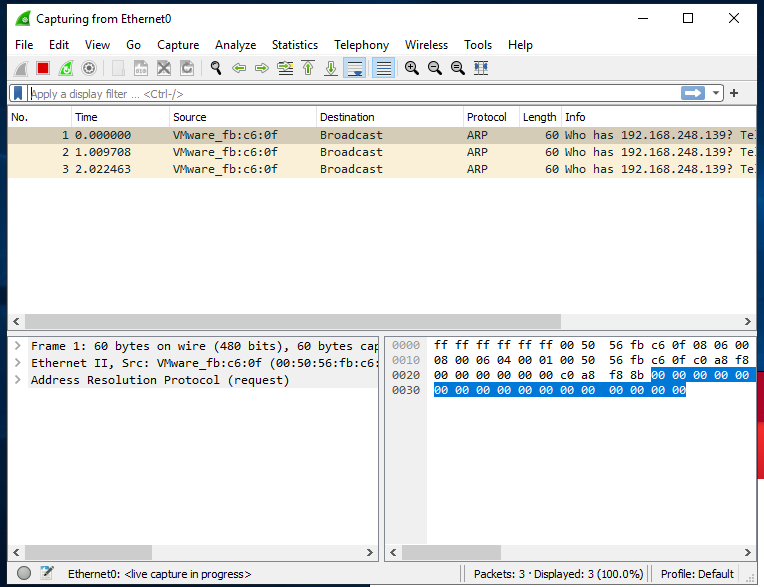 Capturing from Ethernet0
File Edit View Go Capture Analyze Statistics Telephony Wireless Tools Help
Apply a display filter ... <Ctrl-/>
No. Time Source Destination Protocol Length Info
1 0.000000 VMware_fb:c6:0f Broadcast ARP 60 Who has 192.168.248.139? Te
2 1.009708 VMware_fb:c6:0f Broadcast ARP 60 Who has 192.168.248.139? Te
3 2.022463 VMware_fb:c6:0f Broadcast ARP 60 Who has 192.168.248.139? Te
Frame 1: 60 bytes on wire (480 bits), 60 bytes cap
Ethernet II, Src: VMware_fb:c6:0f (00:50:56:fb:c6:
Address Resolution Protocol (request)
0000 ff ff ff ff ff ff 00 50 56 fb c6 0f 08 06 00
0010 08 00 06 04 00 01 00 50 56 fb c6 0f c0 a8 f8
0020 00 00 00 00 00 00 c0 a8 f8 8b 00 00 00 00 00
0030 00 00 00 00 00 00 00 00 00 00 00 00
Ethernet0: <live capture in progress>
Packets: 3 · Displayed: 3 (100.0%)
Profile: Default